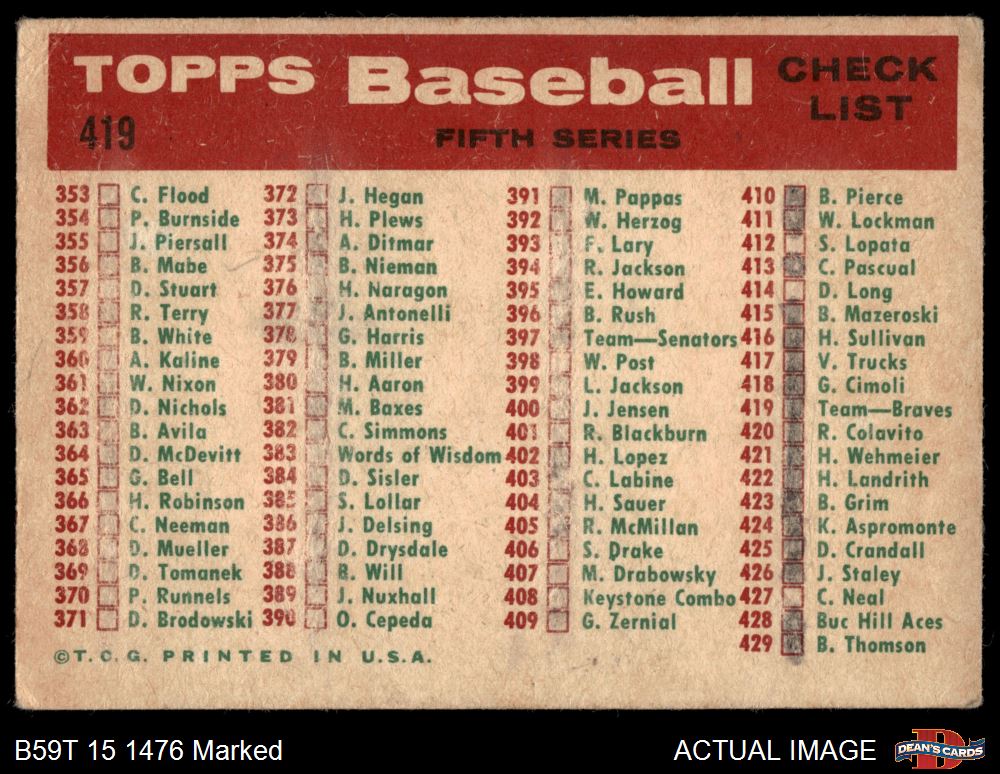 TOPPS Baseball CHECK LIST
419 FIFTH SERIES
353 C. Flood
354 P. Burnside
355 J. Piersall
356 B. Mabe
357 D. Stuart
358 R. Terry
359 B. White
360 A. Kaline
361 W. Nixon
362 D. Nichols
363 B. Avila
364 D. McDevitt
365 G. Bell
366 H. Robinson
367 C. Neeman
368 D. Mueller
369 D. Tomanek
370 P. Runnels
371 D. Brodowski
372 J. Hegan
373 H. Plews
374 A. Ditmar
375 B. Nieman
376 H. Naragon
377 J. Antonelli
378 G. Harris
379 B. Miller
380 H. Aaron
381 M. Baxes
382 C. Simmons
383 Words of Wisdom
384 D. Sisler
385 S. Lollar
386 J. Delsing
387 D. Drysdale
388 B. Will
389 J. Nuxhall
390 O. Cepeda
391 M. Pappas
392 W. Herzog
393 F. Lary
394 R. Jackson
395 E. Howard
396 B. Rush
397 Team—Senators
398 W. Post
399 L. Jackson
400 J. Jensen
401 R. Blackburn
402 H. Lopez
403 C. Labine
404 H. Sauer
405 R. McMillan
406 S. Drake
407 M. Drabowsky
408 Keystone Combo
409 G. Zernial
410 B. Pierce
411 W. Lockman
412 S. Lopata
413 C. Pascual
414 D. Long
415 B. Mazeroski
416 H. Sullivan
417 V. Trucks
418 G. Cimoli
419 Team—Braves
420 R. Colavito
421 H. Wehmeier
422 H. Landrith
423 B. Grim
424 K. Aspromonte
425 D. Crandall
426 J. Staley
427 C. Neal
428 Buc Hill Aces
429 B. Thomson
©T.C.G. PRINTED IN U.S.A.
B59T 15 1476 Marked ACTUAL IMAGE DEAN'S CARDS